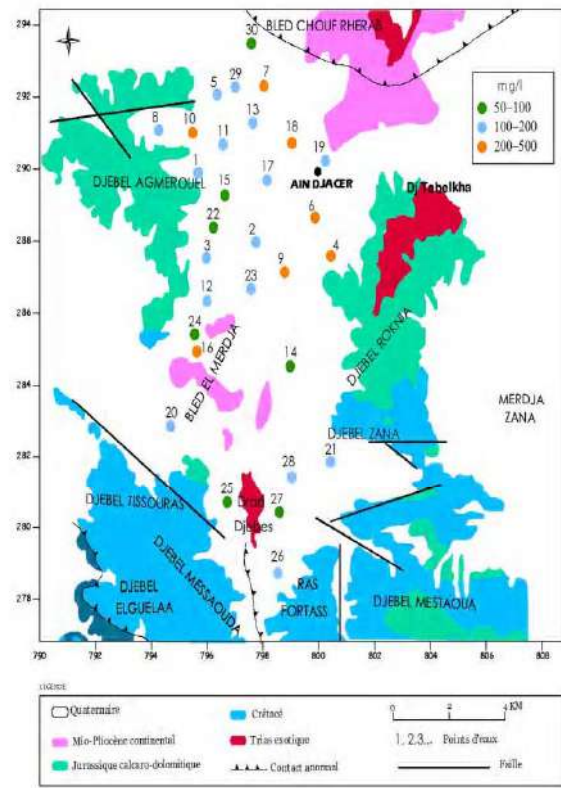 294
292
290
288
286
284
282
280
278
790
792
794
796
798
800
802
804
806
608
30
BLED CHOUF RHERAB
mg/l
50–100
100–200
200–500
5
29
7
8
10
13
11
18
19
1
17
AIN DJACER
DJEBEL AGMEROUEL
15
Dj Tebelkha
22
6
2
3
4
9
12
23
24
16
BLED EL MERDJA
14
DJEBEL ROKNIA
MERDJA
ZANA
20
DJEBEL ZANA
21
28
DJEBEL TISSOURAS
25
Draa
Djebes
27
DJEBEL MESSAOUDA
26
DJEBEL
ELGUELAA
RAS
FORTASS
DJEBEL MESTAOUA
Quaternaire
Mio-Pliocène continental
Jurassique calcaro-dolomitique
Crétacé
Trias exotique
Contact anormal
0 2 4 KM
1, 2,3... Points d'eaux
Faille